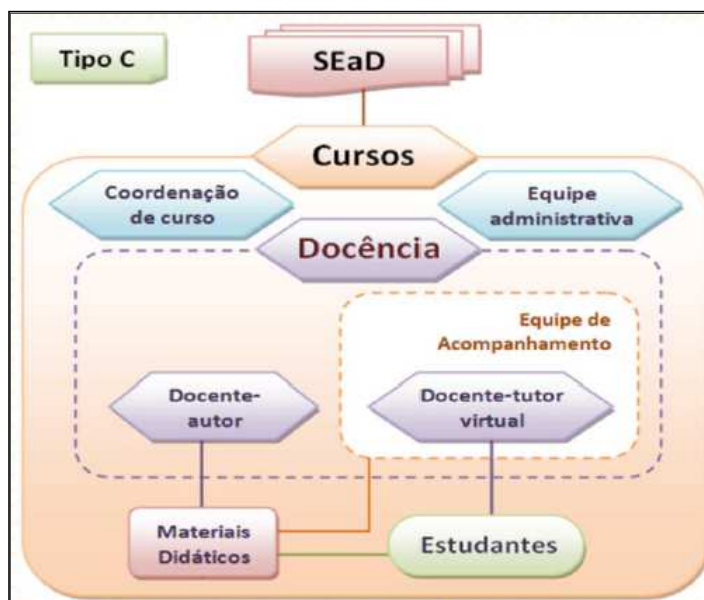 Tipo C
SEaD
Cursos
Coordenação
de curso
Equipe
administrativa
Docência
Equipe de
Acompanhamento
Docente-
autor
Docente-tutor
virtual
Materiais
Didáticos
Estudantes